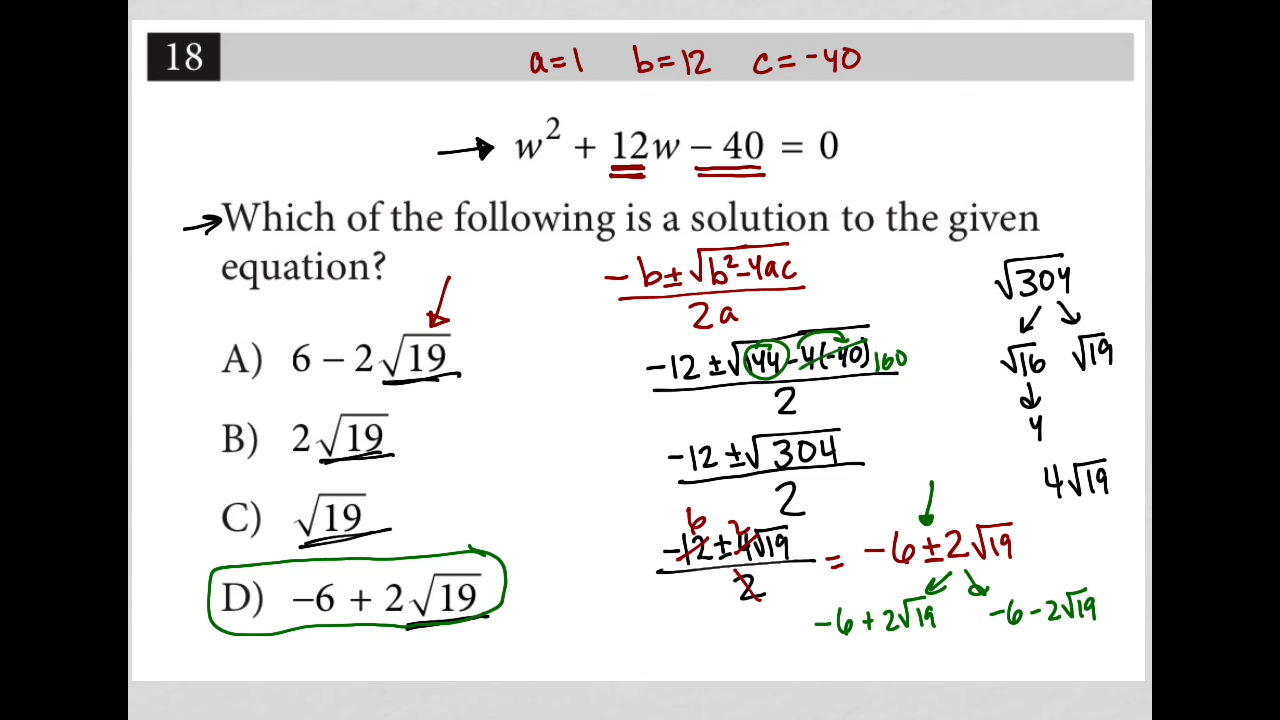 18 a=1 b=12 c=-40
w² + 12w − 40 = 0
Which of the following is a solution to the given
equation?
A) 6 − 2√19
B) 2√19
C) √19
D) −6 + 2√19
-b±√b²-4ac
2a
-12 ±√144-4(-40) 160
2
-12 ±√304
2
6 2
-12 ± 4√19
2
= -6 ± 2√19
-6+2√19 -6-2√19
√304
√16 √19
4
4√19